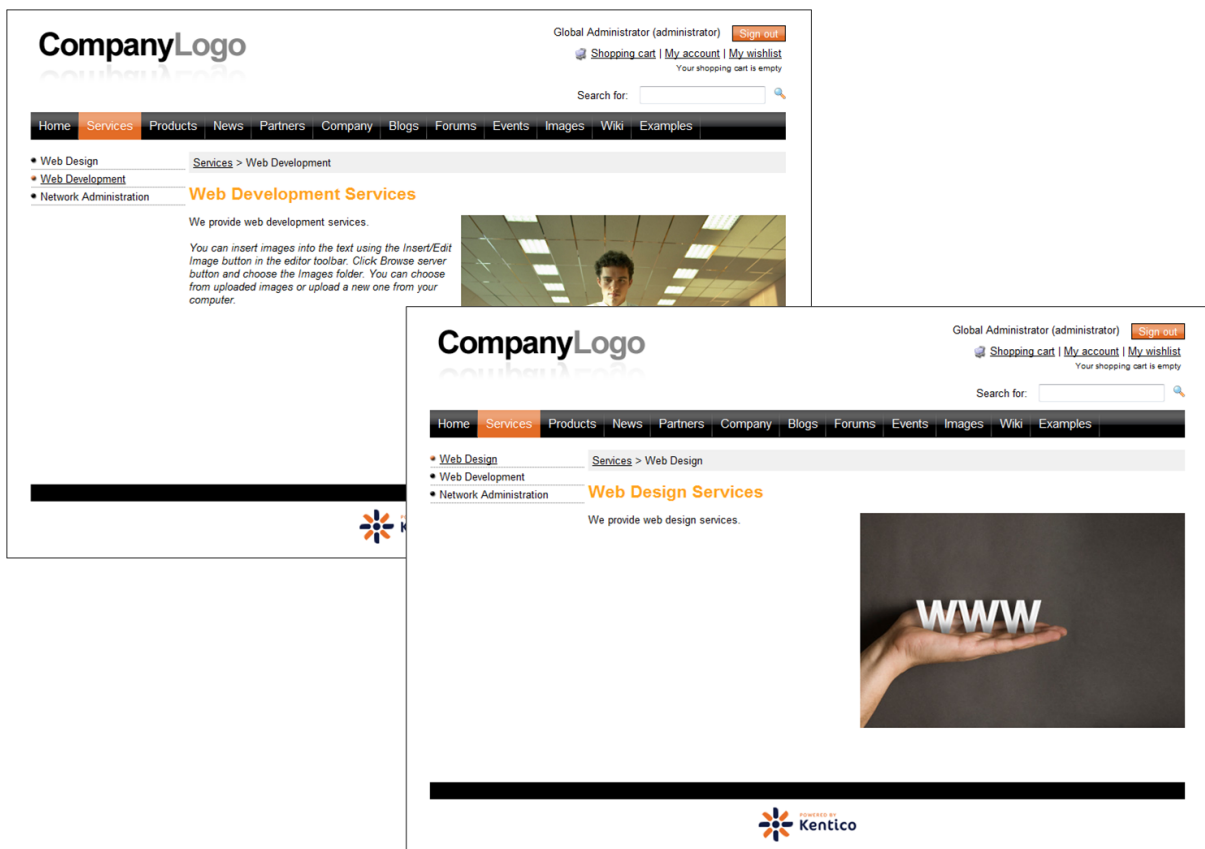 CompanyLogo
Global Administrator (administrator) Sign out
Shopping cart | My account | My wishlist
Your shopping cart is empty
Search for:
Home Services Products News Partners Company Blogs Forums Events Images Wiki Examples
Web Design
Web Development
Network Administration
Services > Web Development
Web Development Services
We provide web development services.
You can insert images into the text using the Insert/Edit
Image button in the editor toolbar. Click Browse server
button and choose the Images folder. You can choose
from uploaded images or upload a new one from your
computer.
CompanyLogo
Global Administrator (administrator) Sign out
Shopping cart | My account | My wishlist
Your shopping cart is empty
Search for:
Home Services Products News Partners Company Blogs Forums Events Images Wiki Examples
Web Design
Web Development
Network Administration
Services > Web Design
Web Design Services
We provide web design services.
WWW
POWERED BY
Kentico